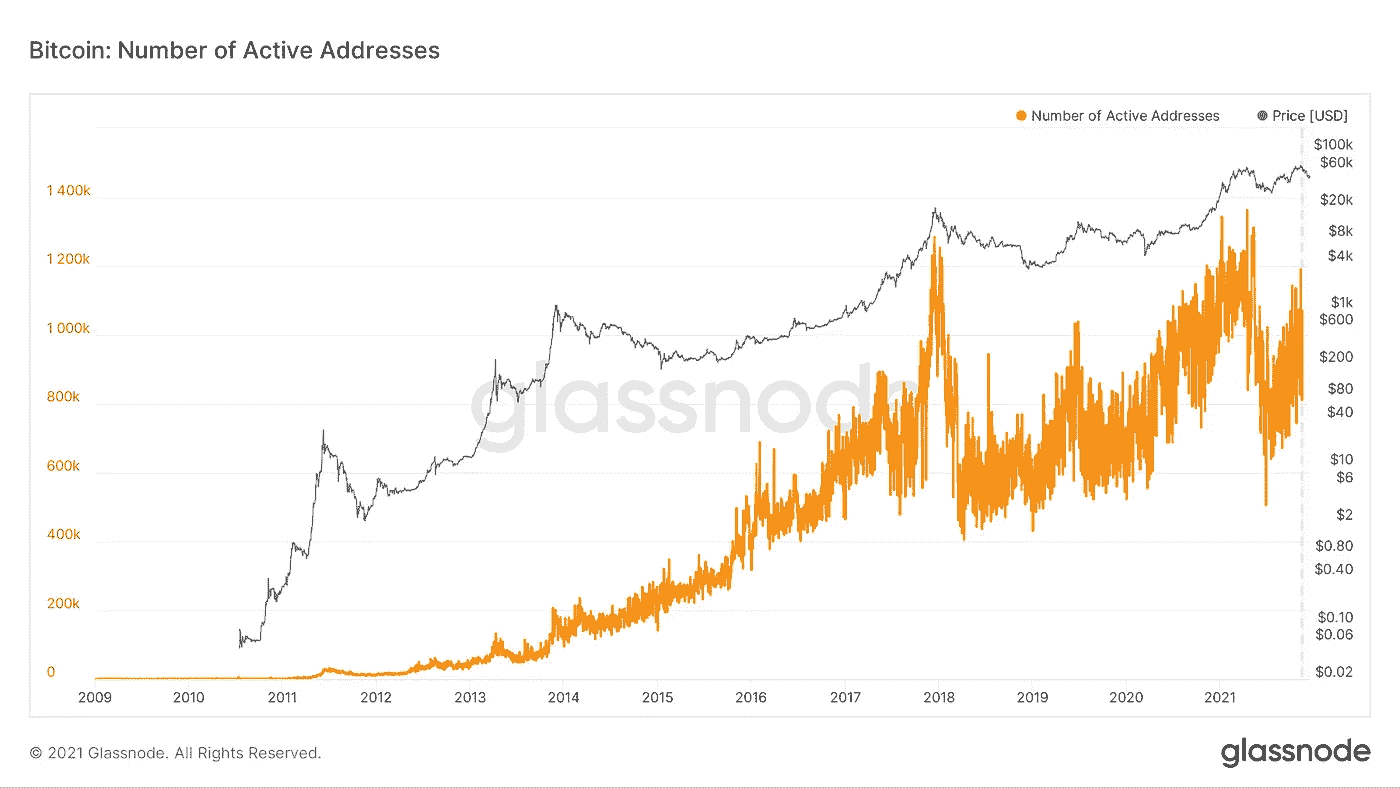 Bitcoin: Number of Active Addresses
Number of Active Addresses Price [USD]
1 400k
1 200k
1 000k
800k
600k
400k
200k
0
$100k
$60k
$20k
$8k
$4k
$1k
$600
$200
$80
$40
$10
$6
$2
$0.80
$0.40
$0.10
$0.06
$0.02
glassnode
2009 2010 2011 2012 2013 2014 2015 2016 2017 2018 2019 2020 2021
© 2021 Glassnode. All Rights Reserved.
glassnode